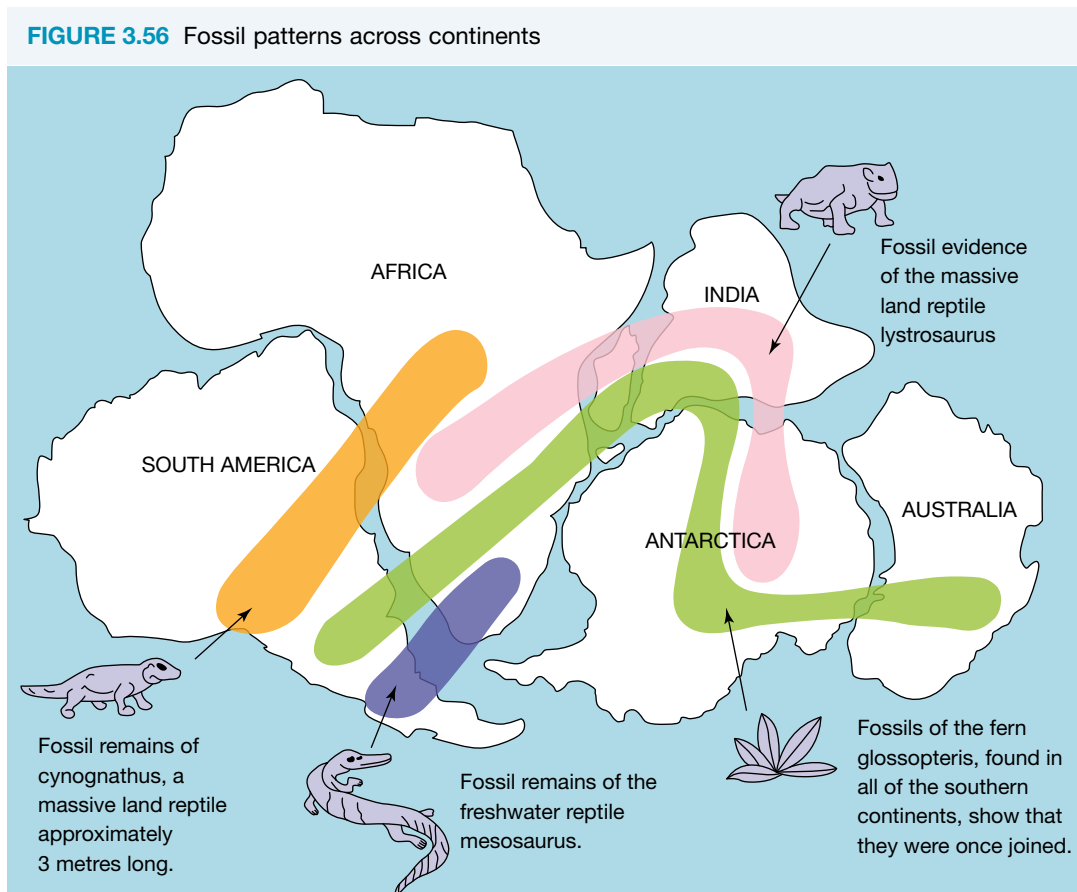 FIGURE 3.56 Fossil patterns across continents
AFRICA
INDIA
Fossil evidence
of the massive
land reptile
lystrosaurus
SOUTH AMERICA
AUSTRALIA
ANTARCTICA
Fossil remains of
cynognathus, a
massive land reptile
approximately
3 metres long.
Fossil remains of the
freshwater reptile
mesosaurus.
Fossils of the fern
glossopteris, found in
all of the southern
continents, show that
they were once joined.